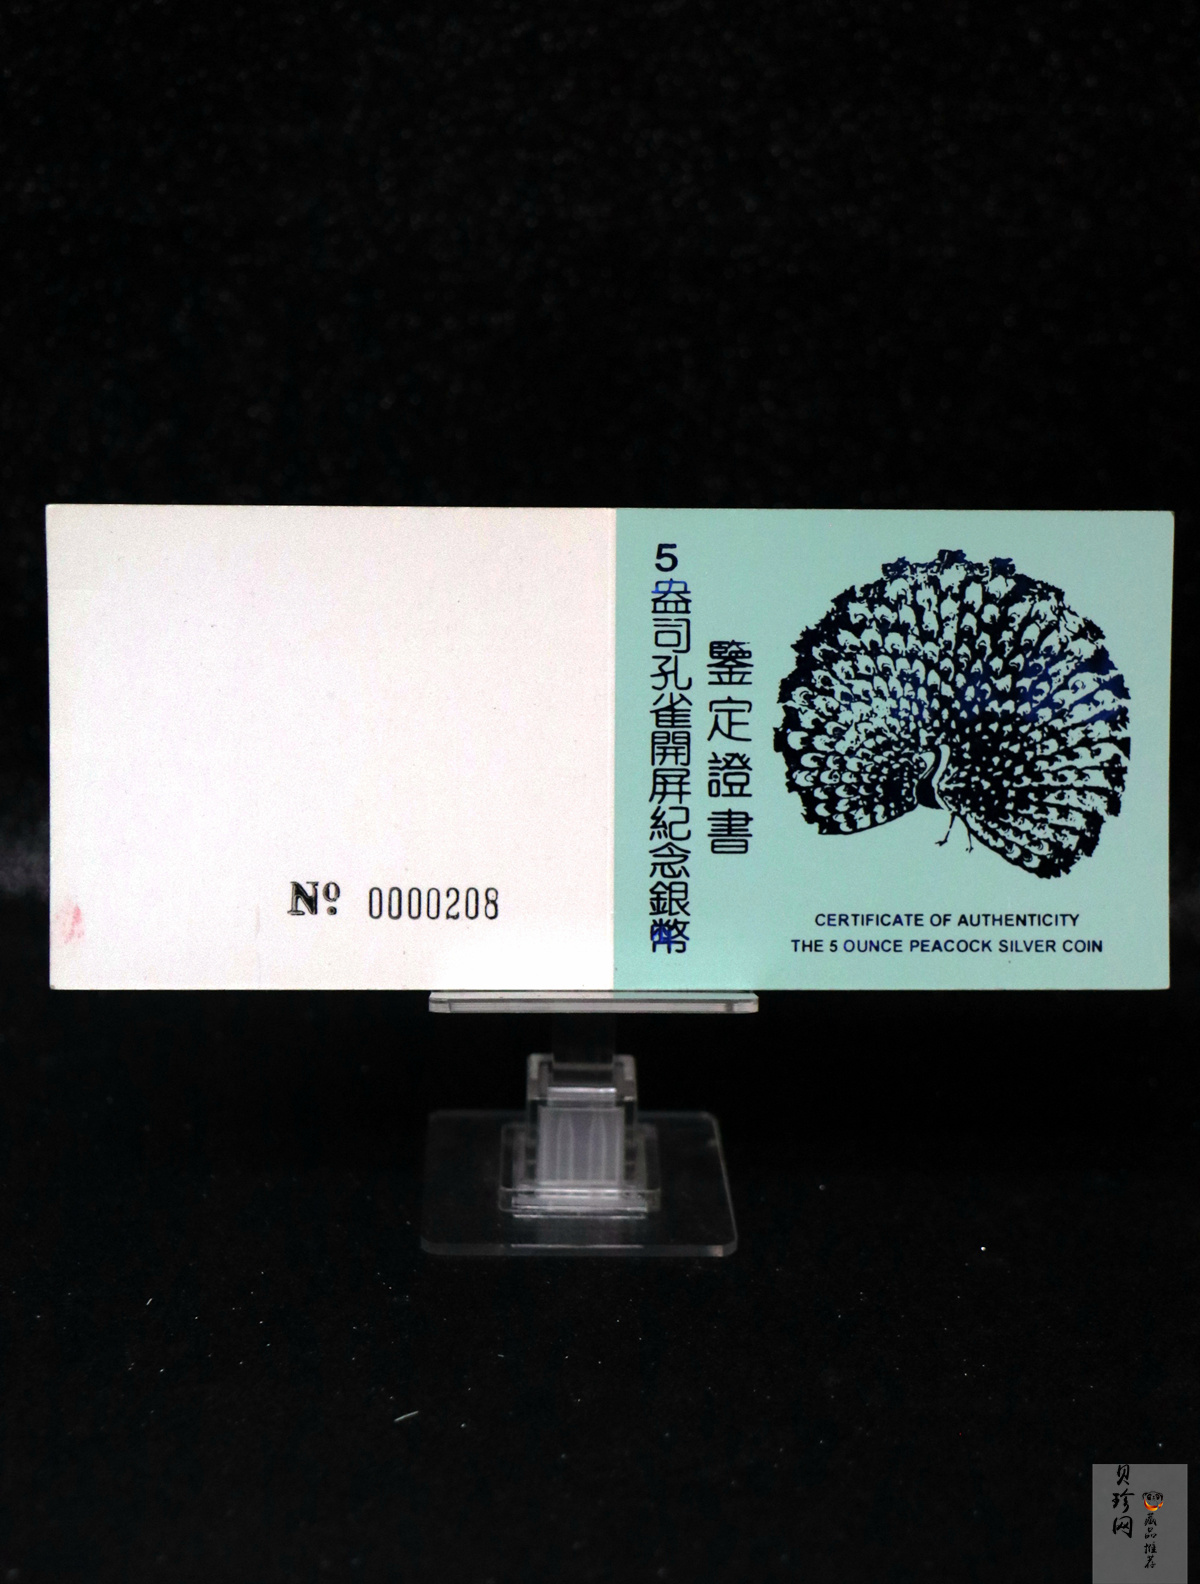 5盎司孔雀開屏紀念銀幣
鑒定證書
CERTIFICATE OF AUTHENTICITY
THE 5 OUNCE PEACOCK SILVER COIN
Nº 0000208
贝珍网
藏品推荐